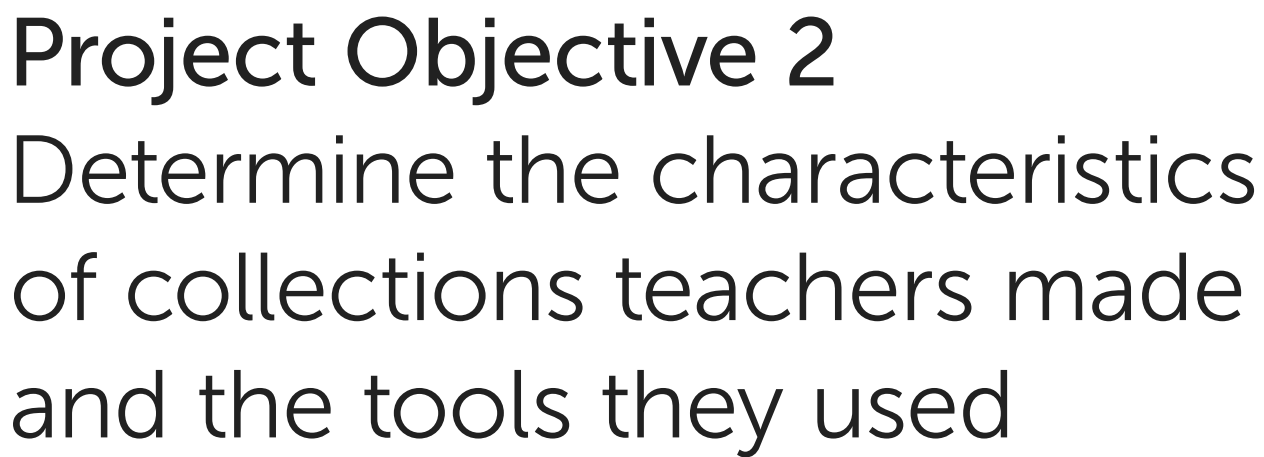 Project Objective 2
Determine the characteristics
of collections teachers made
and the tools they used